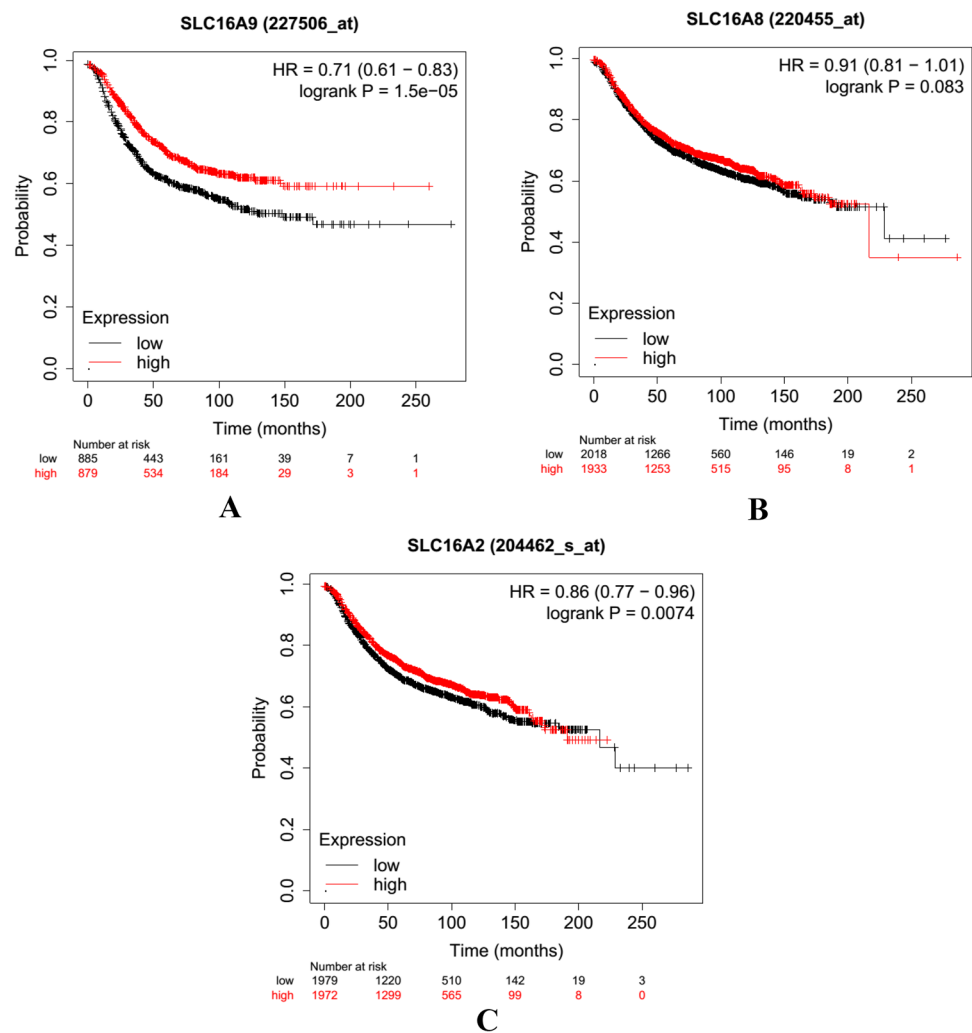 SLC16A9 (227506_at)
HR = 0.71 (0.61 − 0.83)
logrank P = 1.5e−05
Probability
1.0
0.8
0.6
0.4
0.2
0.0
Expression
low
high
0 50 100 150 200 250
Time (months)
Number at risk
low 885 443 161 39 7 1
high 879 534 184 29 3 1
A
SLC16A8 (220455_at)
HR = 0.91 (0.81 − 1.01)
logrank P = 0.083
Probability
1.0
0.8
0.6
0.4
0.2
0.0
Expression
low
high
0 50 100 150 200 250
Time (months)
Number at risk
low 2018 1266 560 146 19 2
high 1933 1253 515 95 8 1
B
SLC16A2 (204462_s_at)
HR = 0.86 (0.77 − 0.96)
logrank P = 0.0074
Probability
1.0
0.8
0.6
0.4
0.2
0.0
Expression
low
high
0 50 100 150 200 250
Time (months)
Number at risk
low 1979 1220 510 142 19 3
high 1972 1299 565 99 8 0
C